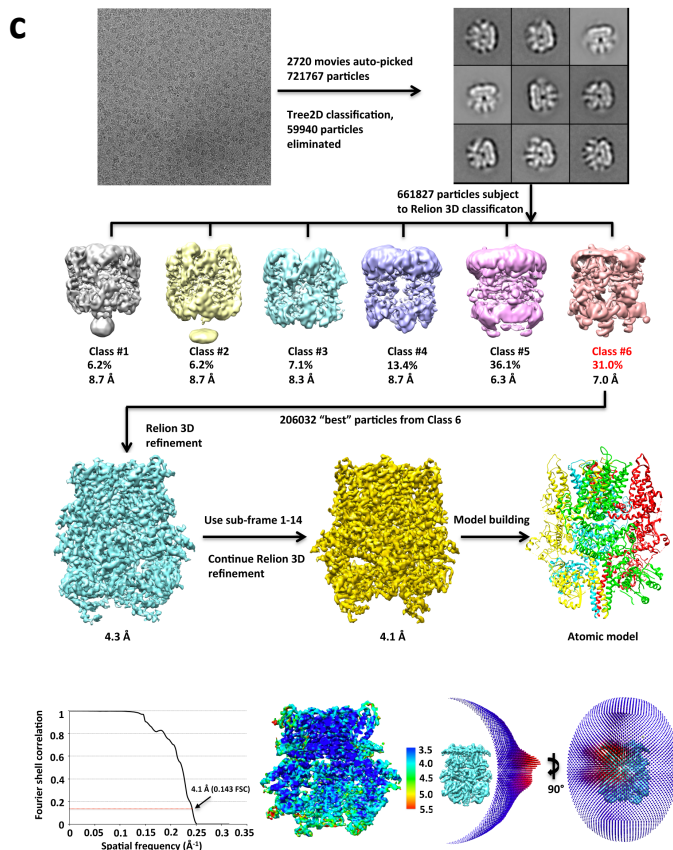 C
2720 movies auto-picked
721767 particles
Tree2D classification,
59940 particles
eliminated
661827 particles subject
to Relion 3D classificaton
Class #1
6.2%
8.7 Å
Class #2
6.2%
8.7 Å
Class #3
7.1%
8.3 Å
Class #4
13.4%
8.7 Å
Class #5
36.1%
6.3 Å
Class #6
31.0%
7.0 Å
206032 “best” particles from Class 6
Relion 3D
refinement
Use sub-frame 1-14
Continue Relion 3D
refinement
Model building
4.3 Å
4.1 Å
Atomic model
Fourier shell correlation
1
0.8
0.6
0.4
0.2
0
4.1 Å (0.143 FSC)
0 0.05 0.1 0.15 0.2 0.25 0.3 0.35
Spatial frequency (Å-1)
3.5
4.0
4.5
5.0
5.5
90°